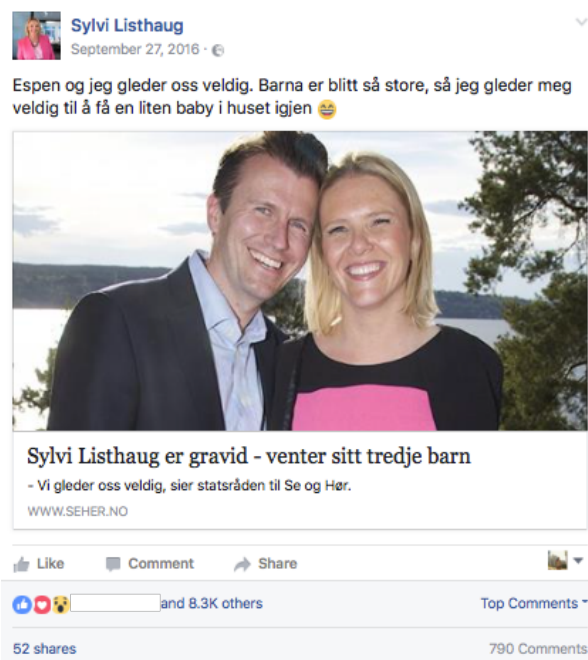 Sylvi Listhaug
September 27, 2016 ·
Espen og jeg gleder oss veldig. Barna er blitt så store, så jeg gleder meg
veldig til å få en liten baby i huset igjen 😄
Sylvi Listhaug er gravid - venter sitt tredje barn
- Vi gleder oss veldig, sier statsråden til Se og Hør.
WWW.SEHER.NO
Like Comment Share
and 8.3K others Top Comments
52 shares 790 Comments